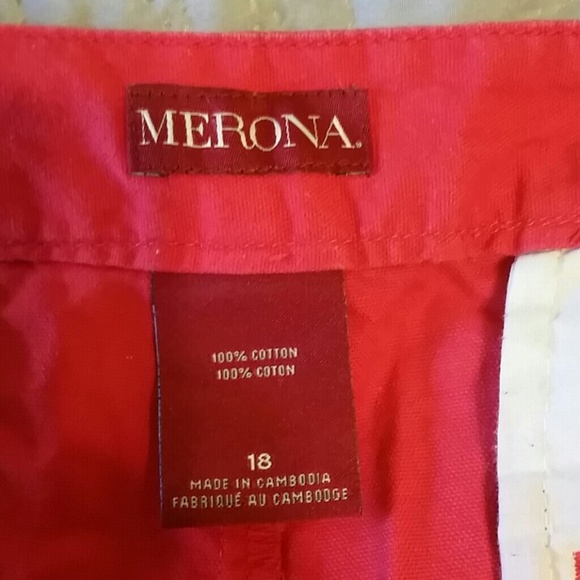 MERONA.
100% COTTON
100% COTON
18
MADE IN CAMBODIA
FABRIQUÉ AU CAMBODGE